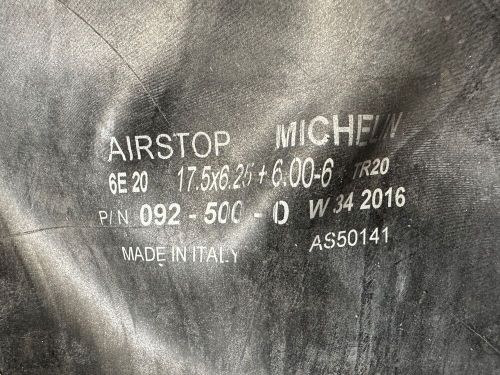 AIRSTOP MICHELIN
6E 20 17.5x6.25 + 6.00-6 TR20
P/N 092-500-0 W 34 2016
MADE IN ITALY AS50141